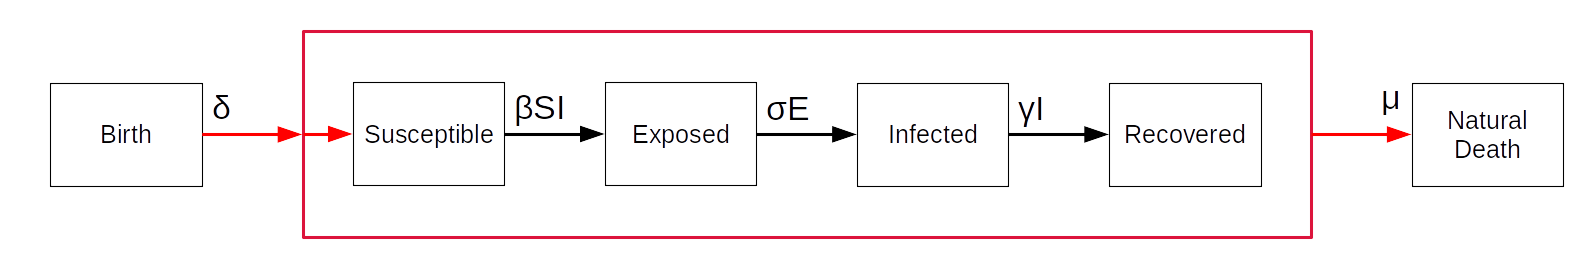 Birth
δ
Susceptible
βSI
Exposed
σE
Infected
γI
Recovered
μ
Natural
Death